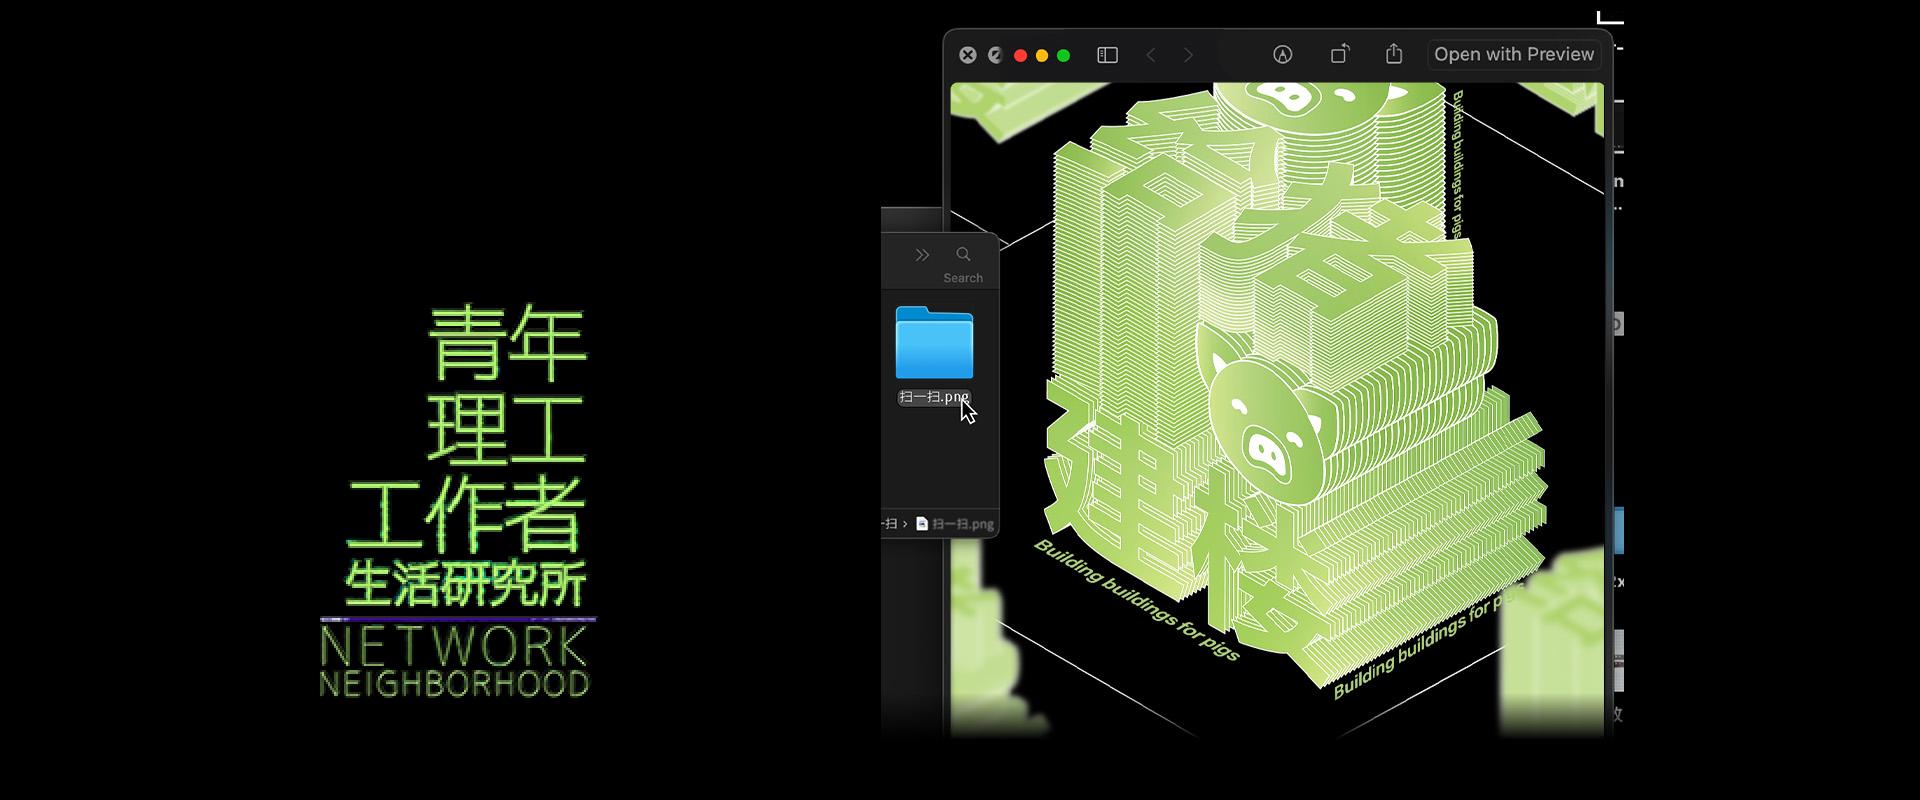 青年
理工
工作者
生活研究所
NETWORK
NEIGHBORHOOD
Open with Preview
Search
扫一扫.png
扫一扫.png
Building buildings for pigs
建
楼
Building buildings for pigs
Building buildings for pigs